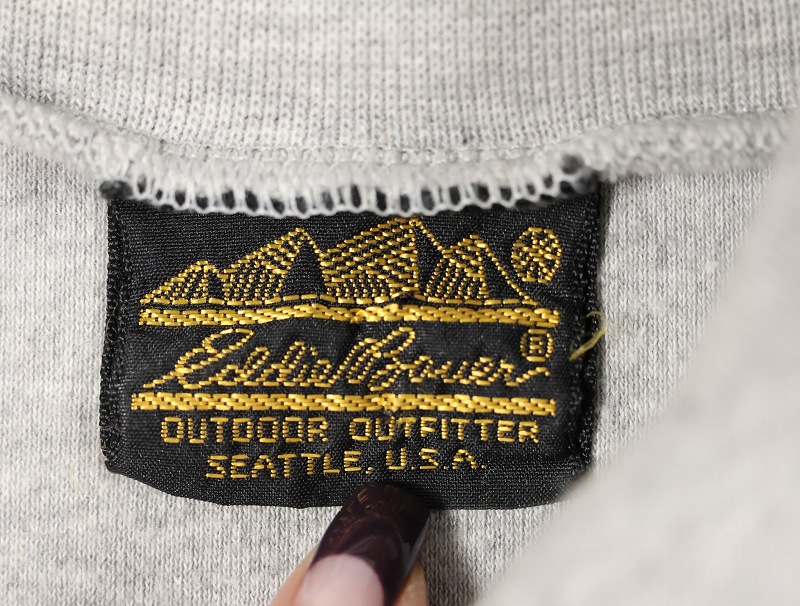 Eddie Bauer ®
OUTDOOR OUTFITTER
SEATTLE, U.S.A.